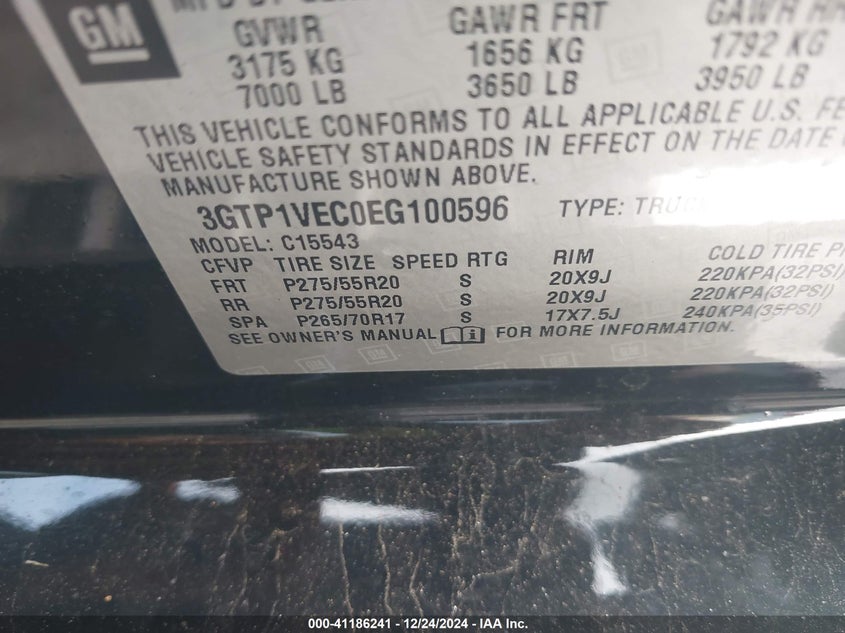 GM
GVWR GAWR FRT GAWR RR
3175 KG 1656 KG 1792 KG
7000 LB 3650 LB 3950 LB
THIS VEHICLE CONFORMS TO ALL APPLICABLE U.S.
VEHICLE SAFETY STANDARDS IN EFFECT ON THE DATE
MANUFACTURE SHOWN ABOVE.
3GTP1VEC0EG100596 TYPE:
MODEL: C15543
CFVP TIRE SIZE SPEED RTG RIM COLD TIRE
FRT P275/55R20 S 20X9J 220KPA(32PSI)
RR P275/55R20 S 20X9J 220KPA(32PSI)
SPA P265/70R17 S 17X7.5J 240KPA(35PSI)
SEE OWNER'S MANUAL FOR MORE INFORMATION.
000-41186241 - 12/24/2024 - IAA Inc.